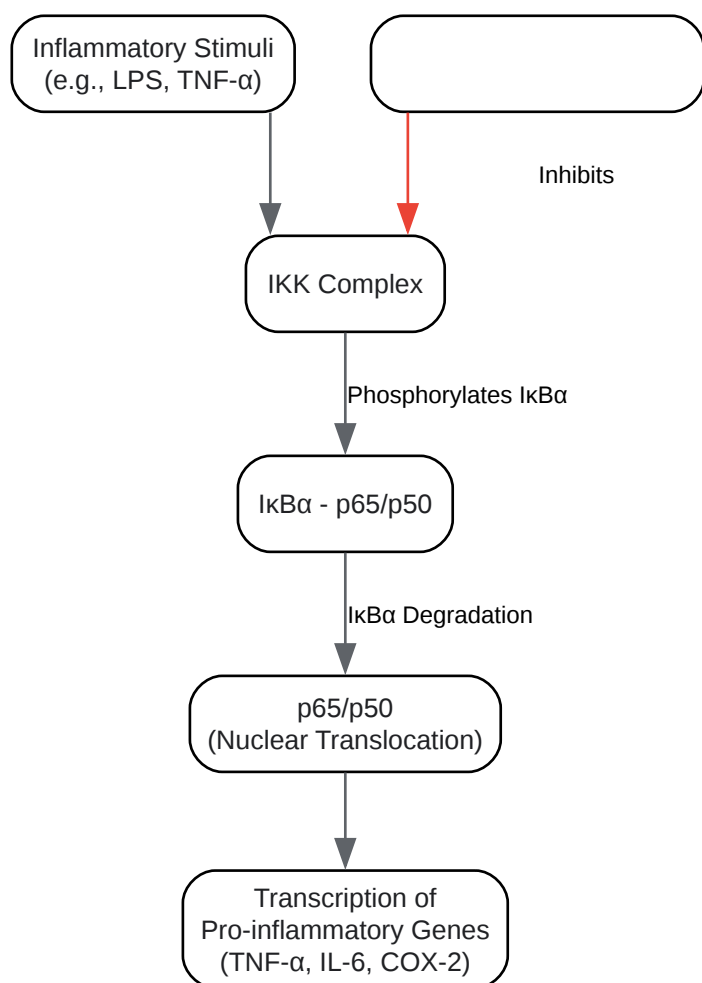 Inflammatory Stimuli
(e.g., LPS, TNF-α)
Inhibits
IKK Complex
Phosphorylates IκBα
IκBα - p65/p50
IκBα Degradation
p65/p50
(Nuclear Translocation)
Transcription of
Pro-inflammatory Genes
(TNF-α, IL-6, COX-2)